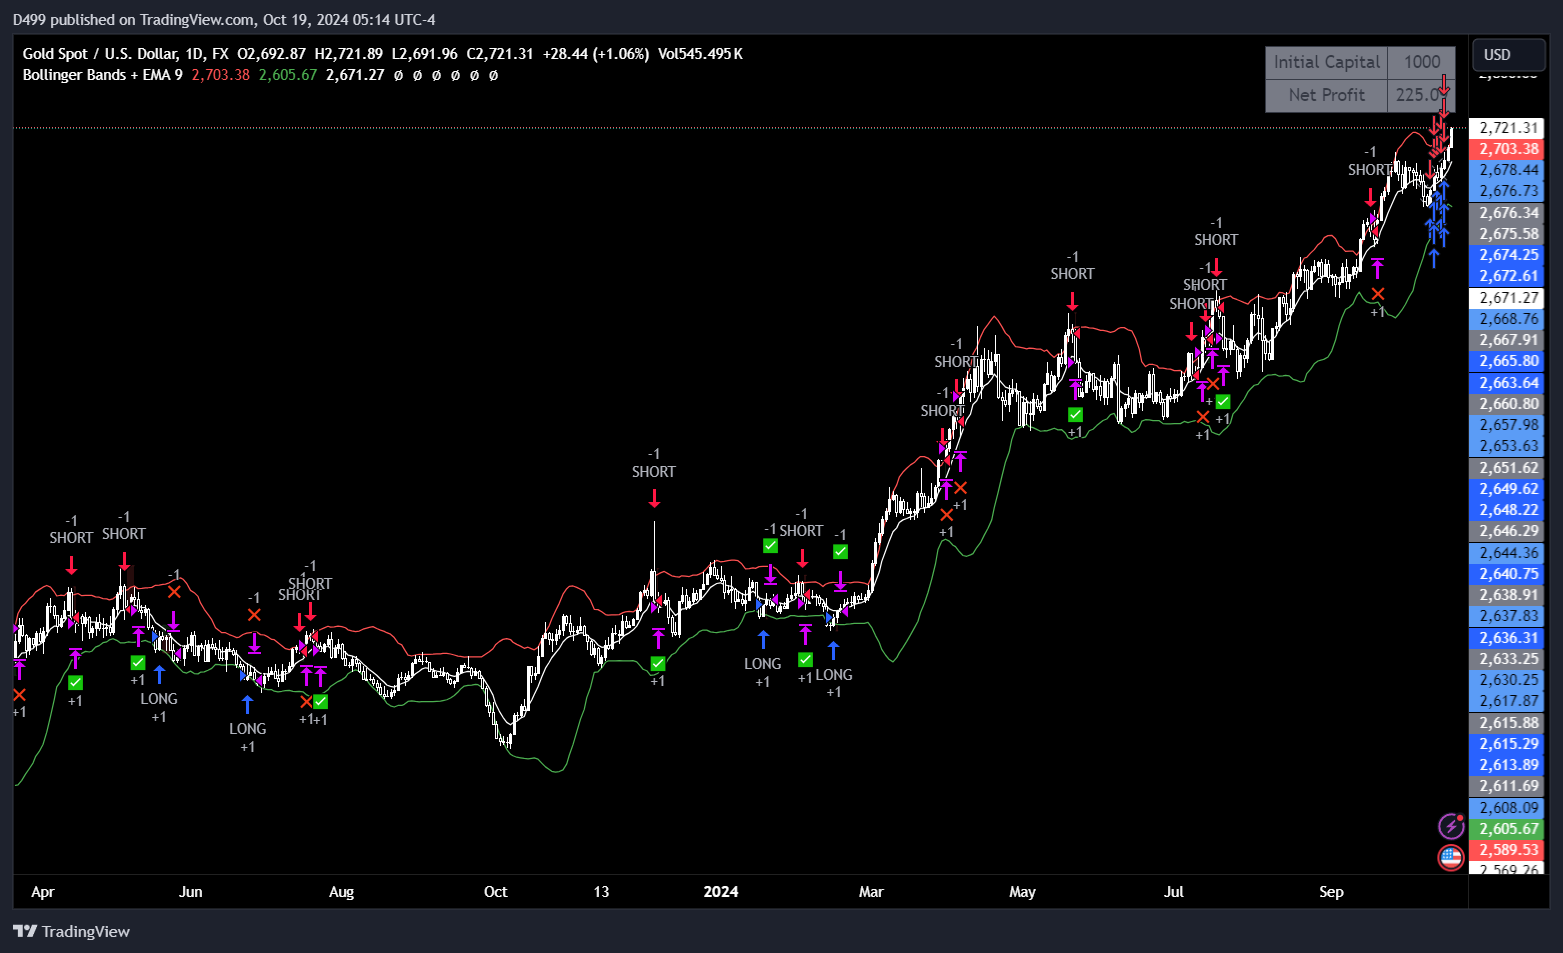 D499 published on TradingView.com, Oct 19, 2024 05:14 UTC-4
Gold Spot / U.S. Dollar, 1D, FX O2,692.87 H2,721.89 L2,691.96 C2,721.31 +28.44 (+1.06%) Vol545.495K
Bollinger Bands + EMA 9 2,703.38 2,605.67 2,671.27 ø ø ø ø ø ø
Initial Capital 1000
Net Profit 225.0
USD
2,721.31
2,703.38
2,678.44
2,676.73
2,676.34
2,675.58
2,674.25
2,672.61
2,671.27
2,668.76
2,667.91
2,665.80
2,663.64
2,660.80
2,657.98
2,653.63
2,651.62
2,649.62
2,648.22
2,646.29
2,644.36
2,640.75
2,638.91
2,637.83
2,636.31
2,633.25
2,630.25
2,617.87
2,615.88
2,615.29
2,613.89
2,611.69
2,608.09
2,605.67
2,589.53
2,569.26
-1
SHORT
-1
SHORT
-1
SHORT
-1
SHORT
SHORT
-1
SHORT
-1
SHORT
-1
SHORT
+1
+1
+1
+1
+1
+1
-1
SHORT
-1
-1
SHORT
-1
+1
LONG
+1
+1
LONG
+1
-1
SHORT
-1
SHORT
-1
-1
-1
SHORT
SHORT
+1
+1
+1
LONG
+1
LONG
+1
+1+1
Apr Jun Aug Oct 13 2024 Mar May Jul Sep
TradingView